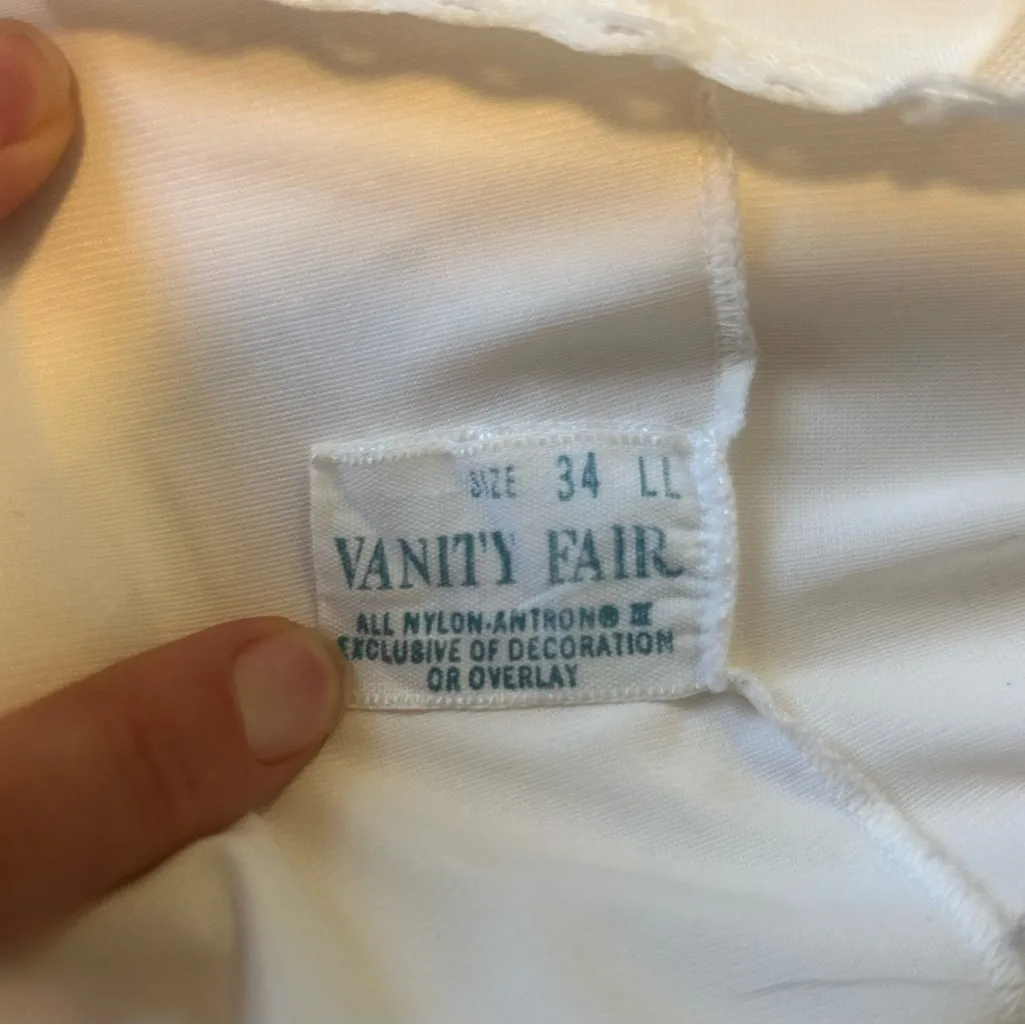 SIZE 34 LL
VANITY FAIR
ALL NYLON-ANTRON® III
EXCLUSIVE OF DECORATION
OR OVERLAY